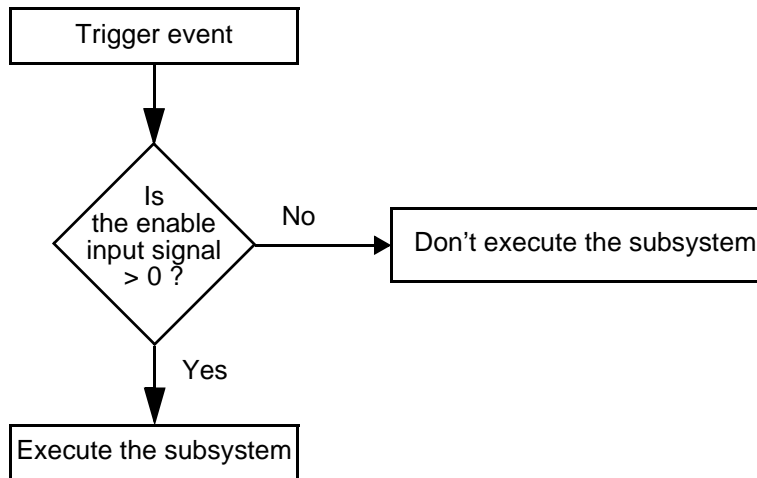 Trigger event
Is
the enable
input signal
> 0 ?
No
Don't execute the subsystem
Yes
Execute the subsystem